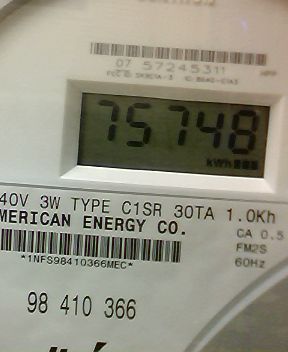 07 57245311
75748
kWh
40V 3W TYPE C1SR 30TA 1.0Kh
MERICAN ENERGY CO.
CA 0.5
FM2S
60Hz
*1NFS98410366MEC*
98 410 366